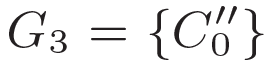 $G_3 = \{C_0''\}$